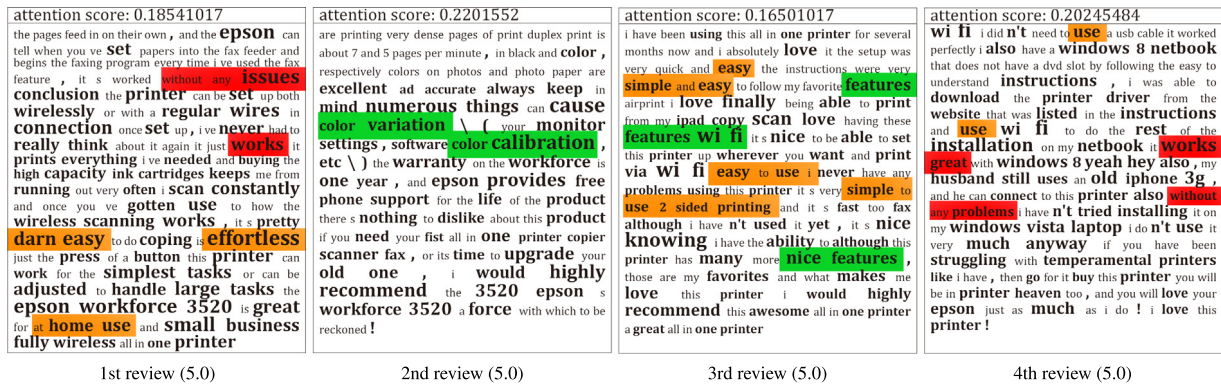 attention score: 0.18541017
the pages feed in on their own , and the epson can
tell when you ve set papers into the fax feeder and
begins the faxing program every time i ve used the fax
feature , it s worked without any issues
conclusion the printer can be set up both
wirelessly or with a regular wires in
connection once set up , i ve never had to
really think about it again it just works it
prints everything i ve needed and buying the
high capacity ink cartridges keeps me from
running out very often i scan constantly
and once you ve gotten use to how the
wireless scanning works , it s pretty
darn easy to do coping is effortless
just the press of a button this printer can
work for the simplest tasks or can be
adjusted to handle large tasks the
epson workforce 3520 is great
for at home use and small business
fully wireless all in one printer
1st review (5.0)
attention score: 0.2201552
are printing very dense pages of print duplex print is
about 7 and 5 pages per minute , in black and color ,
respectively colors on photos and photo paper are
excellent ad accurate always keep in
mind numerous things can cause
color variation \ ( your monitor
settings , software color calibration ,
etc \ ) the warranty on the workforce is
one year , and epson provides free
phone support for the life of the product
there s nothing to dislike about this product
if you need your fist all in one printer copier
scanner fax , or its time to upgrade your
old one , i would highly
recommend the 3520 epson s
workforce 3520 a force with which to be
reckoned !
2nd review (5.0)
attention score: 0.16501017
i have been using this all in one printer for several
months now and i absolutely love it the setup was
very quick and easy the instructions were very
simple and easy to follow my favorite features
airprint i love finally being able to print
from my ipad copy scan love having these
features wi fi it s nice to be able to set
this printer up wherever you want and print
via wi fi easy to use i never have any
problems using this printer it s very simple to
use 2 sided printing and it s fast too fax
although i have n't used it yet , it s nice
knowing i have the ability to although this
printer has many more nice features ,
those are my favorites and what makes me
love this printer i would highly
recommend this awesome all in one printer
a great all in one printer
3rd review (5.0)
attention score: 0.20245484
wi fi i did n't need to use a usb cable it worked
perfectly i also have a windows 8 netbook
that does not have a dvd slot by following the easy to
understand instructions , i was able to
download the printer driver from the
website that was listed in the instructions
and use wi fi to do the rest of the
installation on my netbook it works
great with windows 8 yeah hey also , my
husband still uses an old iphone 3g ,
and he can connect to this printer also without
any problems i have n't tried installing it on
my windows vista laptop i do n't use it
very much anyway if you have been
struggling with temperamental printers
like i have , then go for it buy this printer you will
be in printer heaven too , and you will love your
epson just as much as i do ! i love this
printer !
4th review (5.0)